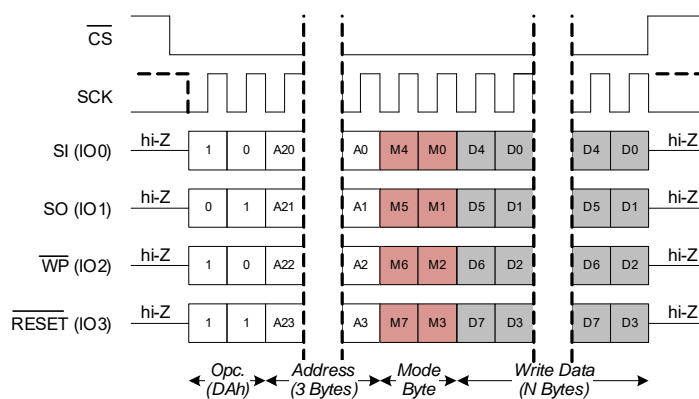 CS
SCK
SI (IO0) hi-Z 1 0 A20 A0 M4 M0 D4 D0 D4 D0 hi-Z
SO (IO1) hi-Z 0 1 A21 A1 M5 M1 D5 D1 D5 D1 hi-Z
WP (IO2) hi-Z 1 0 A22 A2 M6 M2 D6 D2 D6 D2 hi-Z
RESET (IO3) hi-Z 1 1 A23 A3 M7 M3 D7 D3 D7 D3 hi-Z
Opc. Address Mode Write Data
(DAh) (3 Bytes) Byte (N Bytes)